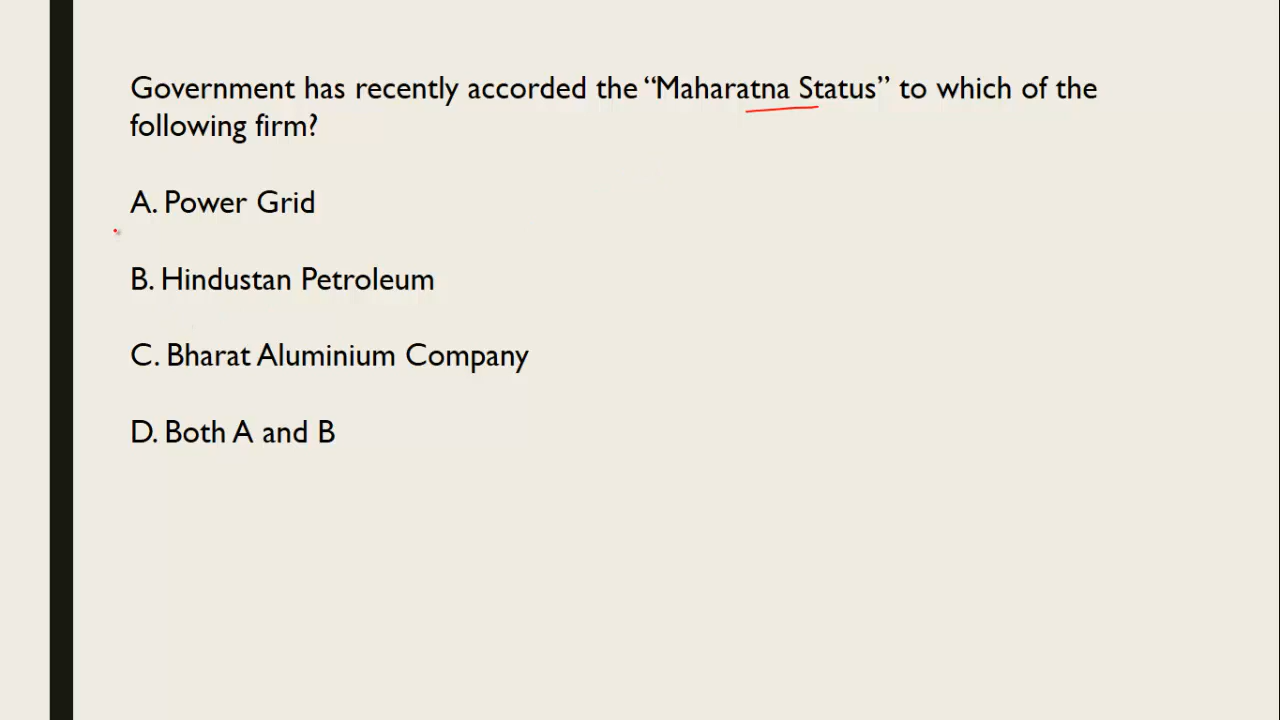 Government has recently accorded the “Maharatna Status” to which of the
following firm?
A. Power Grid
B. Hindustan Petroleum
C. Bharat Aluminium Company
D. Both A and B